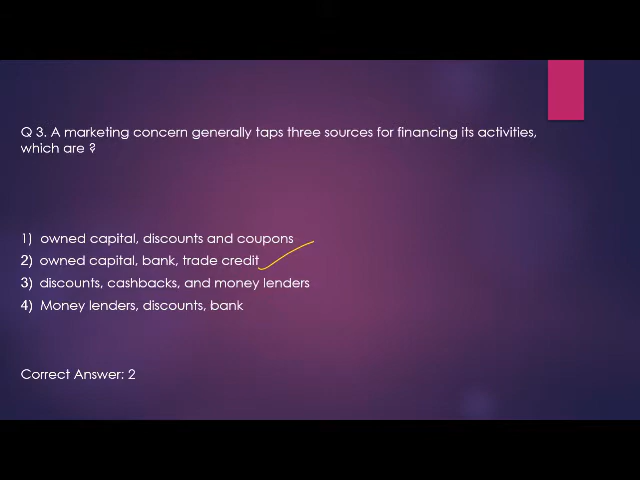 Q 3. A marketing concern generally taps three sources for financing its activities,
which are ?
1) owned capital, discounts and coupons
2) owned capital, bank, trade credit
3) discounts, cashbacks, and money lenders
4) Money lenders, discounts, bank
Correct Answer: 2